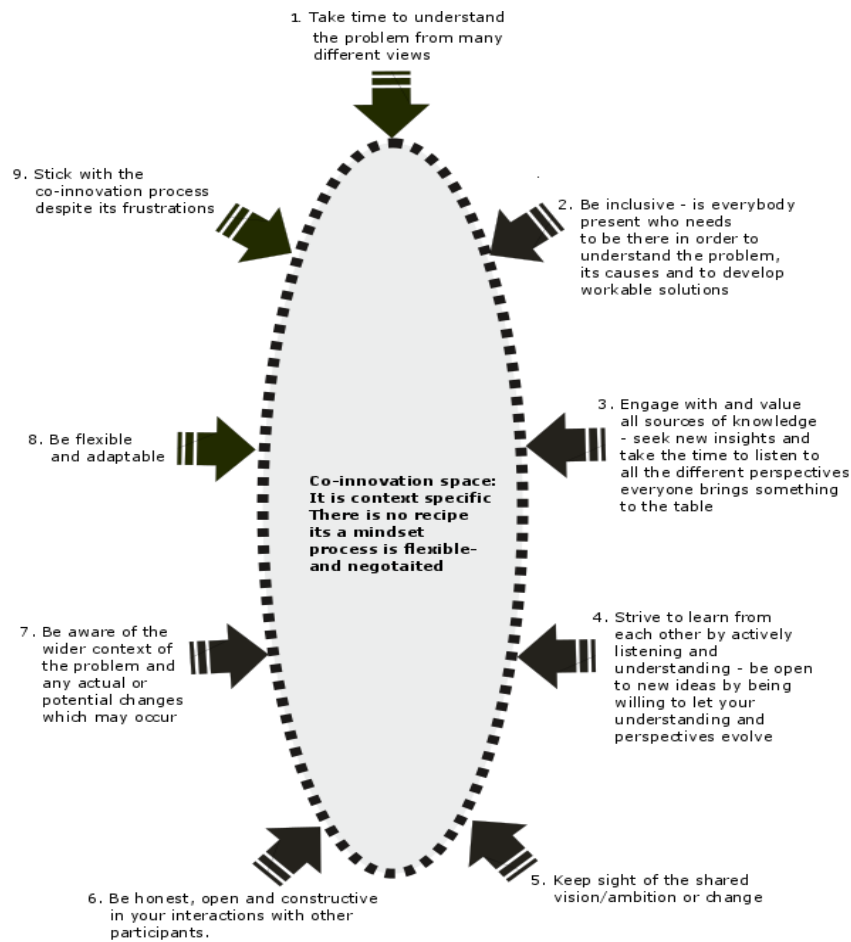 1. Take time to understand
the problem from many
different views
2. Be inclusive - is everybody
present who needs
to be there in order to
understand the problem,
its causes and to develop
workable solutions
3. Engage with and value
all sources of knowledge
- seek new insights and
take the time to listen to
all the different perspectives
everyone brings something
to the table
4. Strive to learn from
each other by actively
listening and
understanding - be open
to new ideas by being
willing to let your
understanding and
perspectives evolve
5. Keep sight of the shared
vision/ambition or change
6. Be honest, open and constructive
in your interactions with other
participants.
7. Be aware of the
wider context of
the problem and
any actual or
potential changes
which may occur
8. Be flexible
and adaptable
9. Stick with the
co-innovation process
despite its frustrations
Co-innovation space:
It is context specific
There is no recipe
its a mindset
process is flexible-
and negotaited